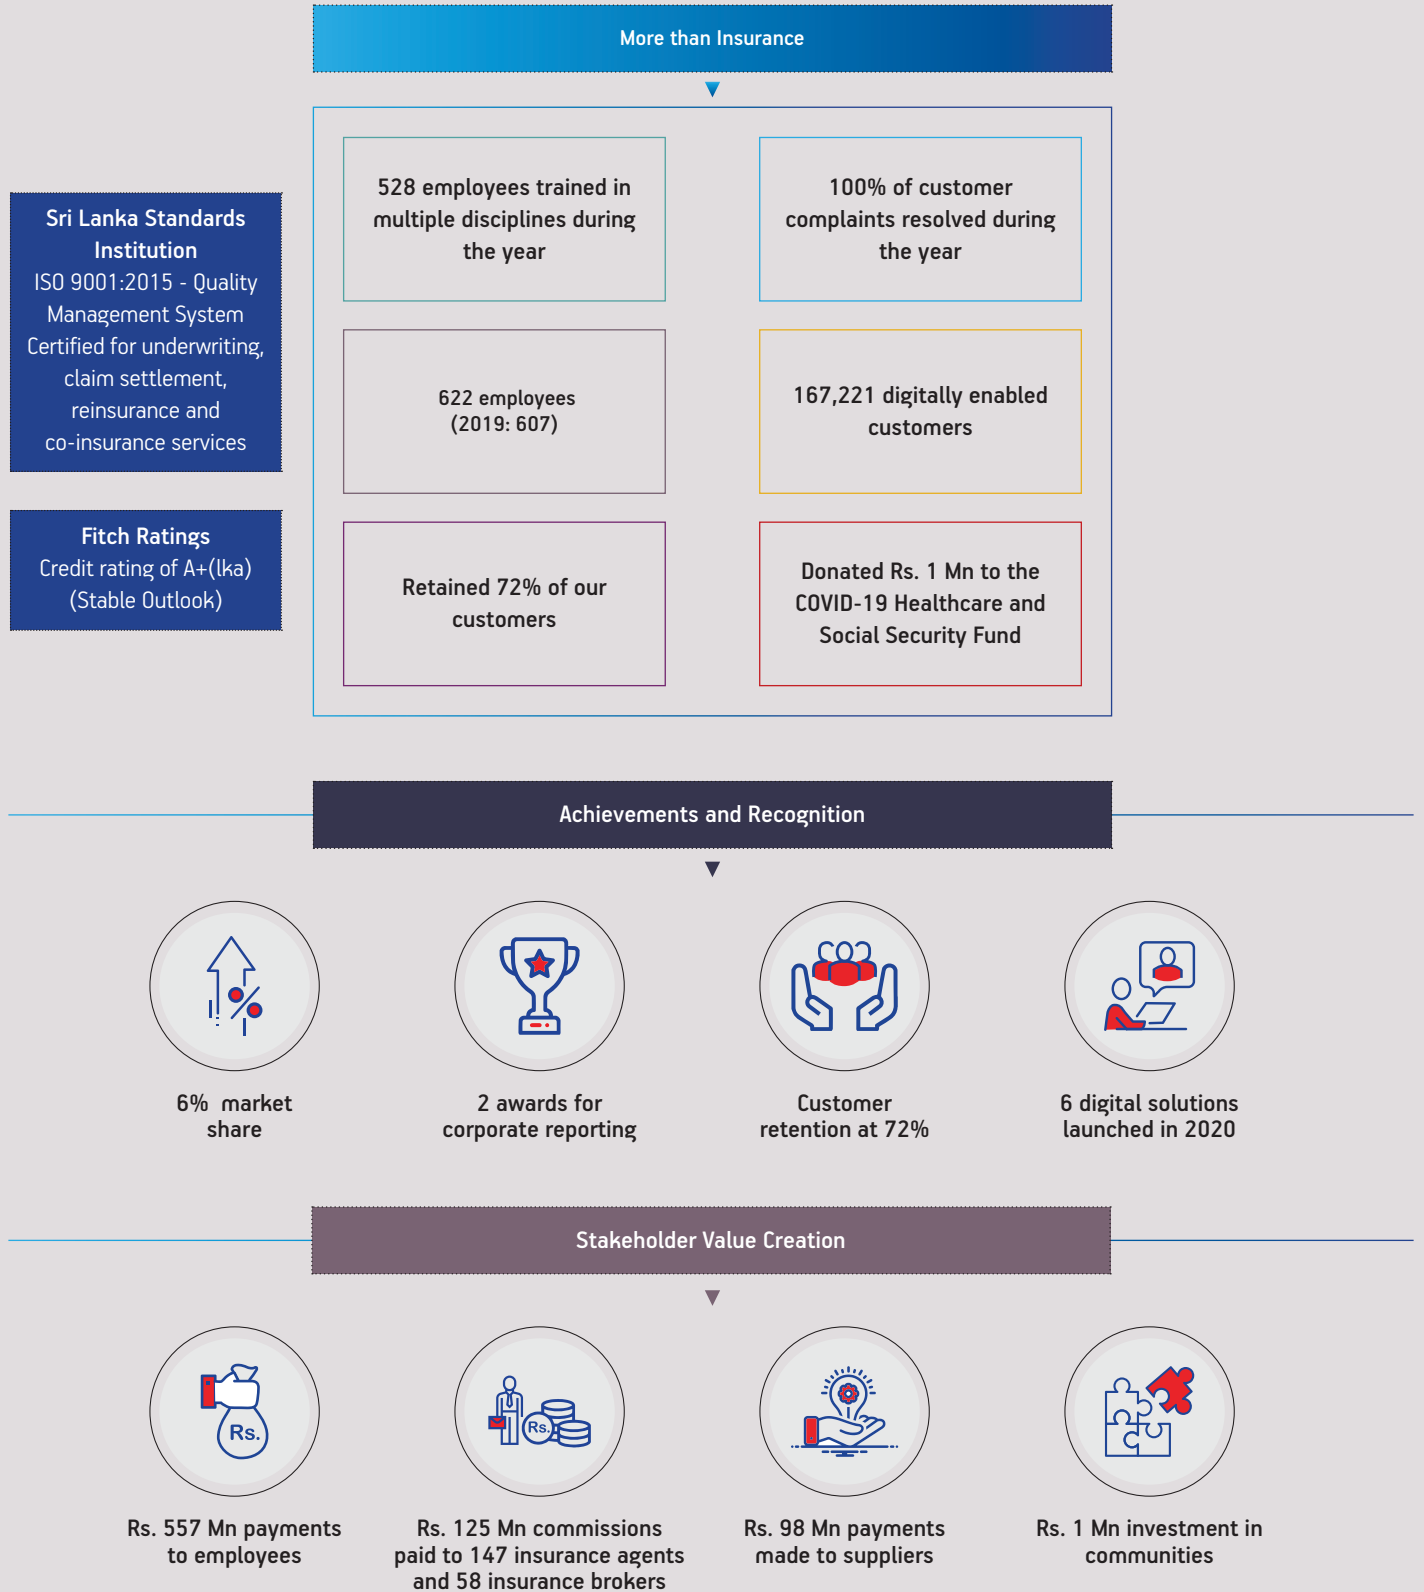 More than Insurance
Sri Lanka Standards
Institution
ISO 9001:2015 - Quality
Management System
Certified for underwriting,
claim settlement,
reinsurance and
co-insurance services
Fitch Ratings
Credit rating of A+(lka)
(Stable Outlook)
528 employees trained in
multiple disciplines during
the year
100% of customer
complaints resolved during
the year
622 employees
(2019: 607)
167,221 digitally enabled
customers
Retained 72% of our
customers
Donated Rs. 1 Mn to the
COVID-19 Healthcare and
Social Security Fund
Achievements and Recognition
6% market
share
2 awards for
corporate reporting
Customer
retention at 72%
6 digital solutions
launched in 2020
Stakeholder Value Creation
Rs.
Rs. 557 Mn payments
to employees
Rs.
Rs. 125 Mn commissions
paid to 147 insurance agents
and 58 insurance brokers
Rs. 98 Mn payments
made to suppliers
Rs. 1 Mn investment in
communities